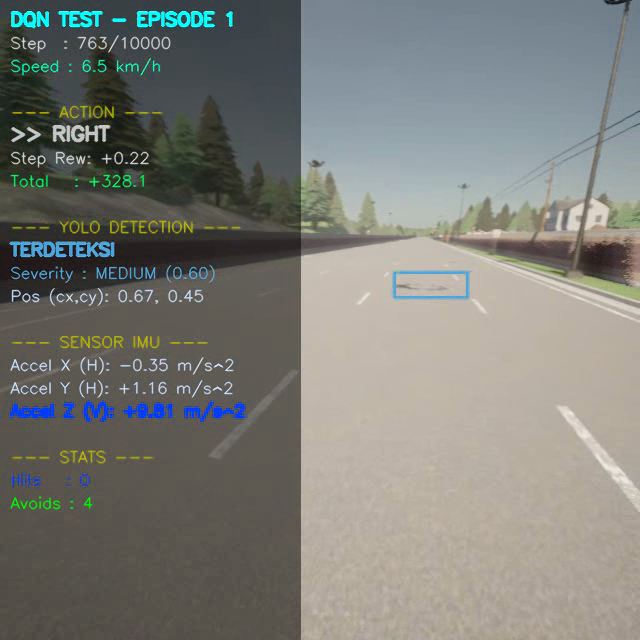 DQN TEST - EPISODE 1
Step : 763/10000
Speed : 6.5 km/h
--- ACTION ---
>> RIGHT
Step Rew: +0.22
Total : +328.1
--- YOLO DETECTION ---
TERDETEKSI
Severity : MEDIUM (0.60)
Pos (cx,cy): 0.67, 0.45
--- SENSOR IMU ---
Accel X (H): -0.35 m/s^2
Accel Y (H): +1.16 m/s^2
Accel Z (V): +9.81 m/s^2
--- STATS ---
Hits : 0
Avoids : 4